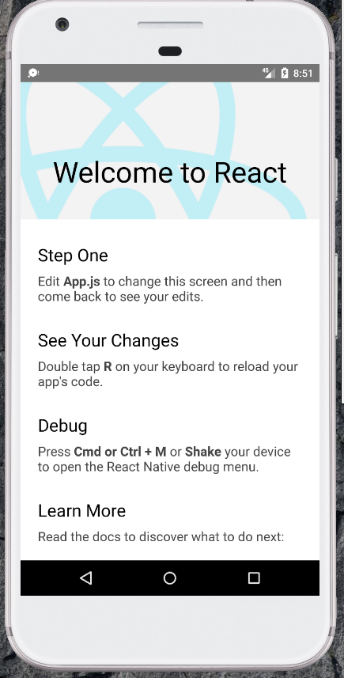 8:51
Welcome to React
Step One
Edit App.js to change this screen and then
come back to see your edits.
See Your Changes
Double tap R on your keyboard to reload your
app's code.
Debug
Press Cmd or Ctrl + M or Shake your device
to open the React Native debug menu.
Learn More
Read the docs to discover what to do next: